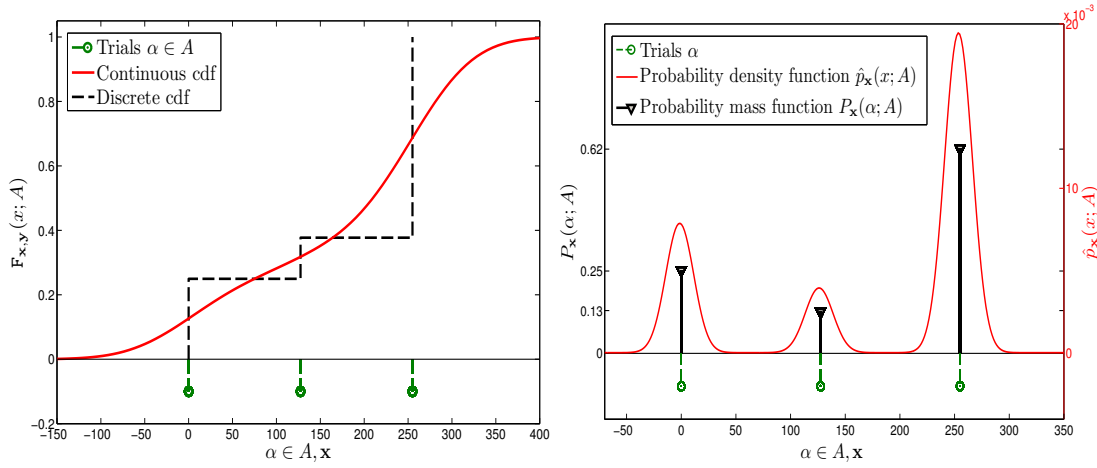 1
0.8
0.6
0.4
0.2
0
−0.2
F_{x,y}(x; A)
Trials α ∈ A
Continuous cdf
Discrete cdf
−150 −100 −50 0 50 100 150 200 250 300 350 400
α ∈ A, x
x 10⁻³
20
10
0
p̂_x(x; A)
Trials α
Probability density function p̂_x(x; A)
Probability mass function P_x(α; A)
0.62
0.25
0.13
0
P_x(α; A)
−50 0 50 100 150 200 250 300 350
α ∈ A, x